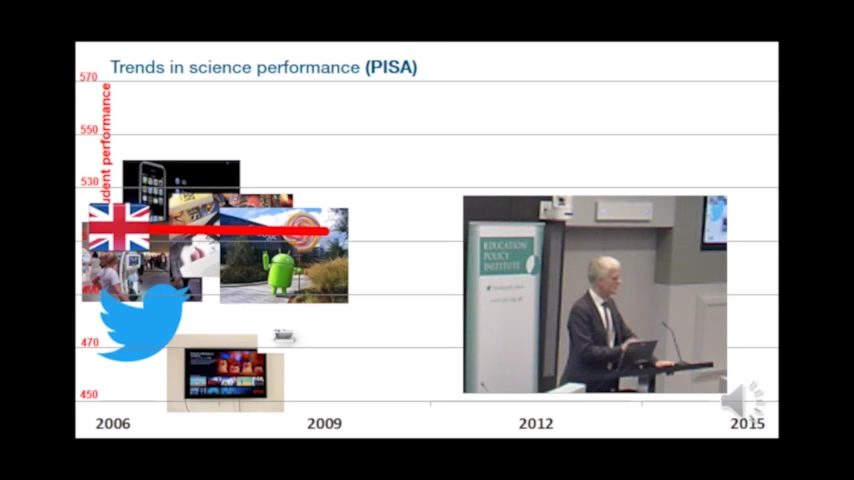 Trends in science performance (PISA)
570
udent performance
550
530
470
450
2006
2009
2012
2015
EDUCATION
POLICY
INSTITUTE